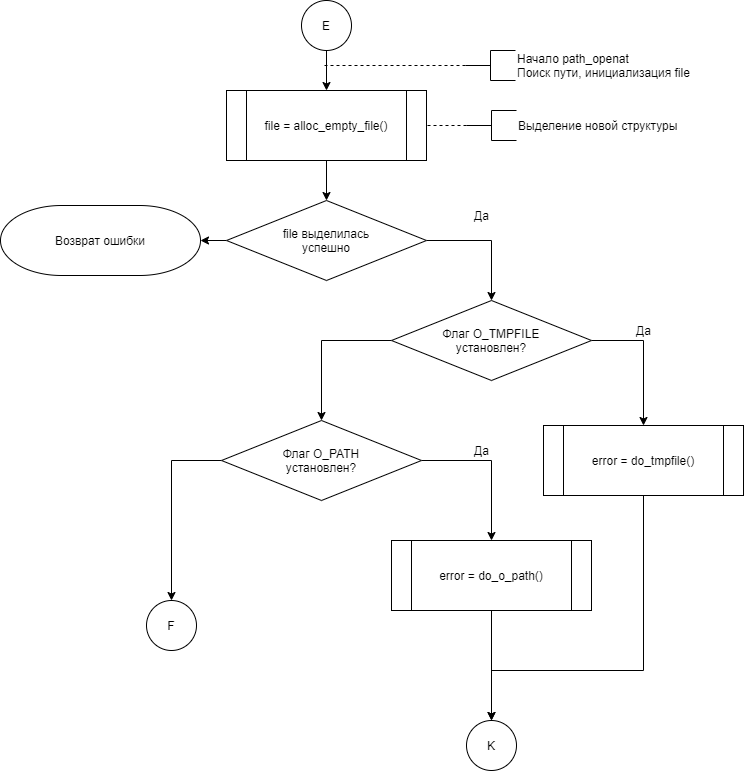 E
Начало path_openat
Поиск пути, инициализация file
file = alloc_empty_file()
Выделение новой структуры
Да
file выделилась
успешно
Возврат ошибки
Флаг O_TMPFILE
установлен?
Да
Флаг O_PATH
установлен?
Да
error = do_tmpfile()
error = do_o_path()
F
K